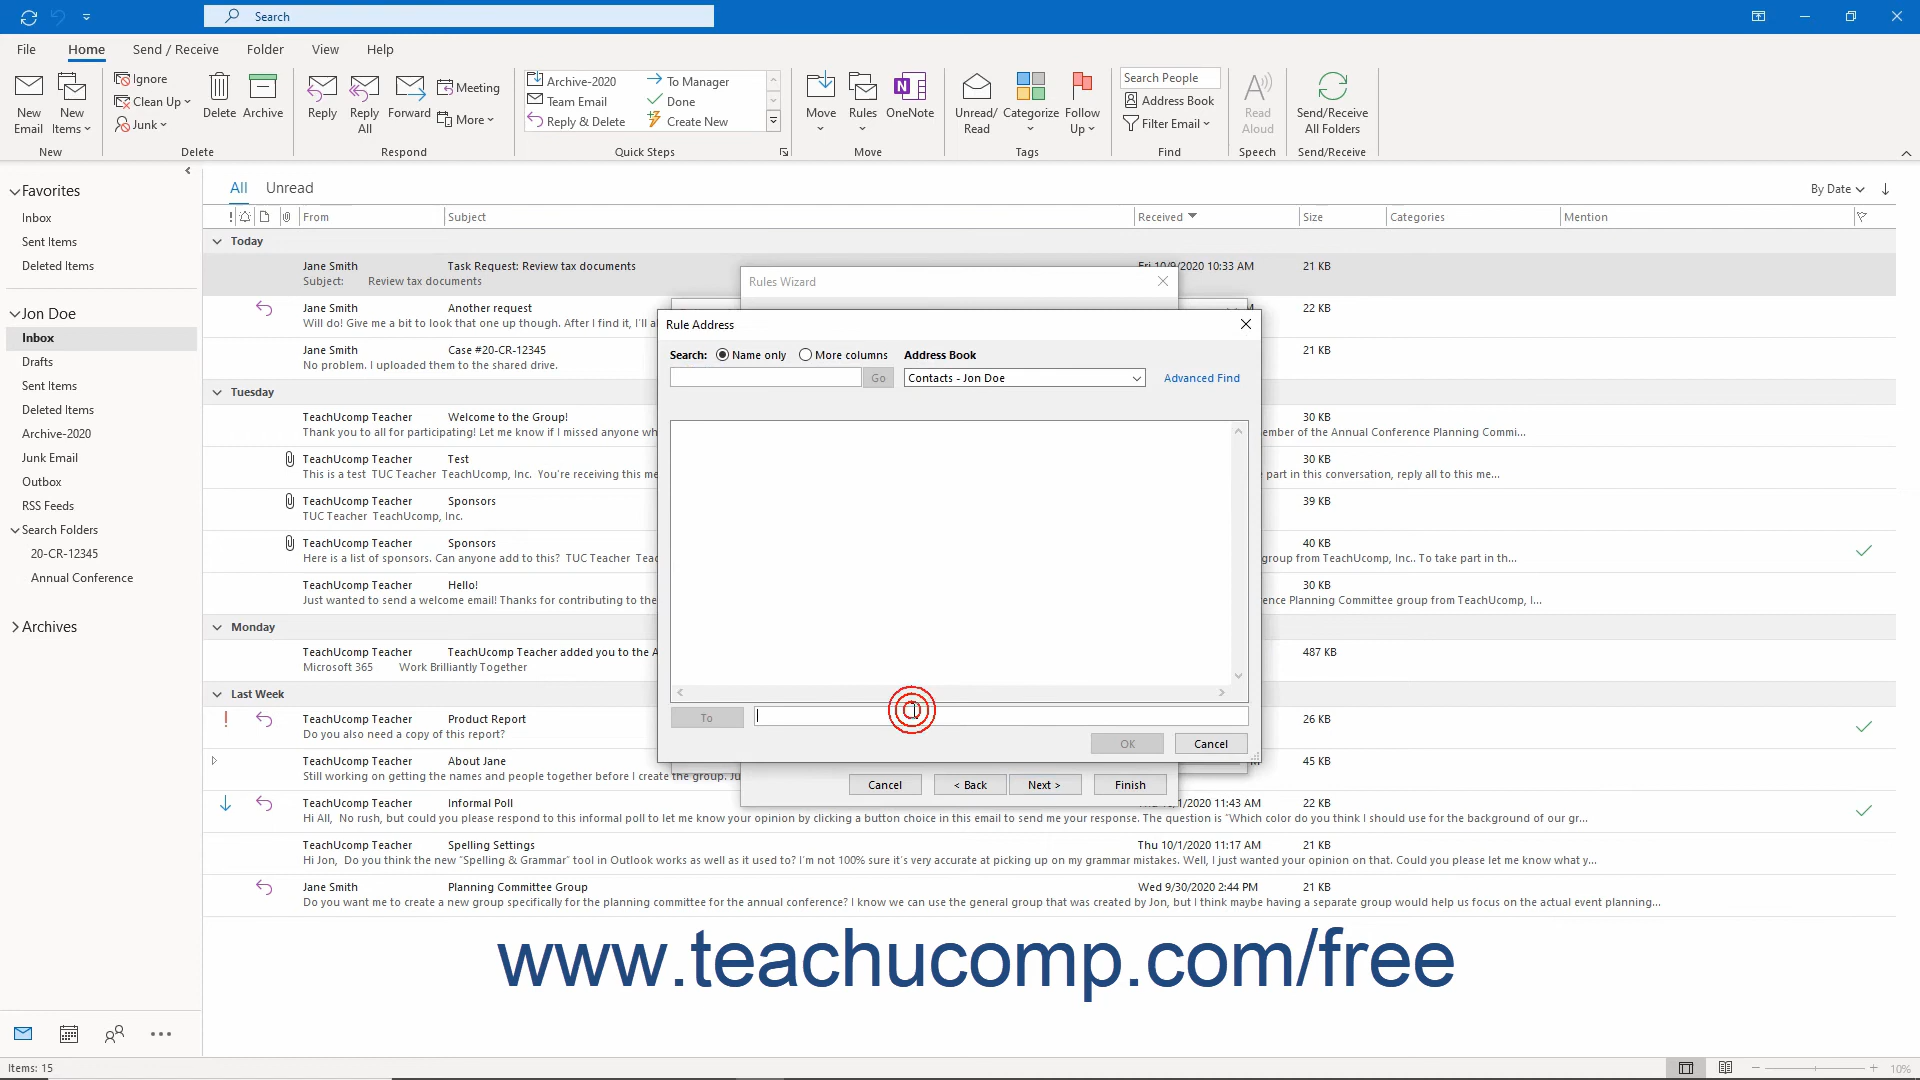 Search
File Home Send / Receive Folder View Help
New Email
New Items
Ignore
Clean Up
Junk
Delete
Archive
Reply
Reply All
Forward
Meeting
More
Archive-2020
Team Email
Reply & Delete
To Manager
Done
Create New
Move
Rules
OneNote
Unread/ Read
Categorize
Follow Up
Search People
Address Book
Filter Email
Read Aloud
Send/Receive All Folders
New Delete Respond Quick Steps Move Tags Find Speech Send/Receive
Favorites
Inbox
Sent Items
Deleted Items
Jon Doe
Inbox
Drafts
Sent Items
Deleted Items
Archive-2020
Junk Email
Outbox
RSS Feeds
Search Folders
20-CR-12345
Annual Conference
Archives
All Unread
By Date
From Subject Received Size Categories Mention
Today
Jane Smith Task Request: Review tax documents Fri 10/9/2020 10:33 AM 21 KB
Subject: Review tax documents
Jane Smith Another request 22 KB
Will do! Give me a bit to look that one up though. After I find it, I'll a
Jane Smith Case #20-CR-12345 21 KB
No problem. I uploaded them to the shared drive.
Tuesday
TeachUcomp Teacher Welcome to the Group! 30 KB
Thank you to all for participating! Let me know if I missed anyone wh
ember of the Annual Conference Planning Commi...
TeachUcomp Teacher Test 30 KB
This is a test TUC Teacher TeachUcomp, Inc. You're receiving this me
part in this conversation, reply all to this me...
TeachUcomp Teacher Sponsors 39 KB
TUC Teacher TeachUcomp, Inc.
TeachUcomp Teacher Sponsors 40 KB
Here is a list of sponsors. Can anyone add to this? TUC Teacher Teac
group from TeachUcomp, Inc.. To take part in th...
TeachUcomp Teacher Hello! 30 KB
Just wanted to send a welcome email! Thanks for contributing to the
ence Planning Committee group from TeachUcomp, I...
Monday
TeachUcomp Teacher TeachUcomp Teacher added you to the A 487 KB
Microsoft 365 Work Brilliantly Together
Last Week
TeachUcomp Teacher Product Report 26 KB
Do you also need a copy of this report?
TeachUcomp Teacher About Jane 45 KB
Still working on getting the names and people together before I create the group. Ju
TeachUcomp Teacher Informal Poll /1/2020 11:43 AM 22 KB
Hi All, No rush, but could you please respond to this informal poll to let me know your opinion by clicking a button choice in this email to send me your response. The question is "Which color do you think I should use for the background of our gr...
TeachUcomp Teacher Spelling Settings Thu 10/1/2020 11:17 AM 21 KB
Hi Jon, Do you think the new "Spelling & Grammar" tool in Outlook works as well as it used to? I'm not 100% sure it's very accurate at picking up on my grammar mistakes. Well, I just wanted your opinion on that. Could you please let me know what y...
Jane Smith Planning Committee Group Wed 9/30/2020 2:44 PM 21 KB
Do you want me to create a new group specifically for the planning committee for the annual conference? I know we can use the general group that was created by Jon, but I think maybe having a separate group would help us focus on the actual event planning...
Rules Wizard
Rule Address
Search: Name only More columns Address Book
Go Contacts - Jon Doe Advanced Find
To
OK Cancel
Cancel < Back Next > Finish
www.teachucomp.com/free
Items: 15
10%